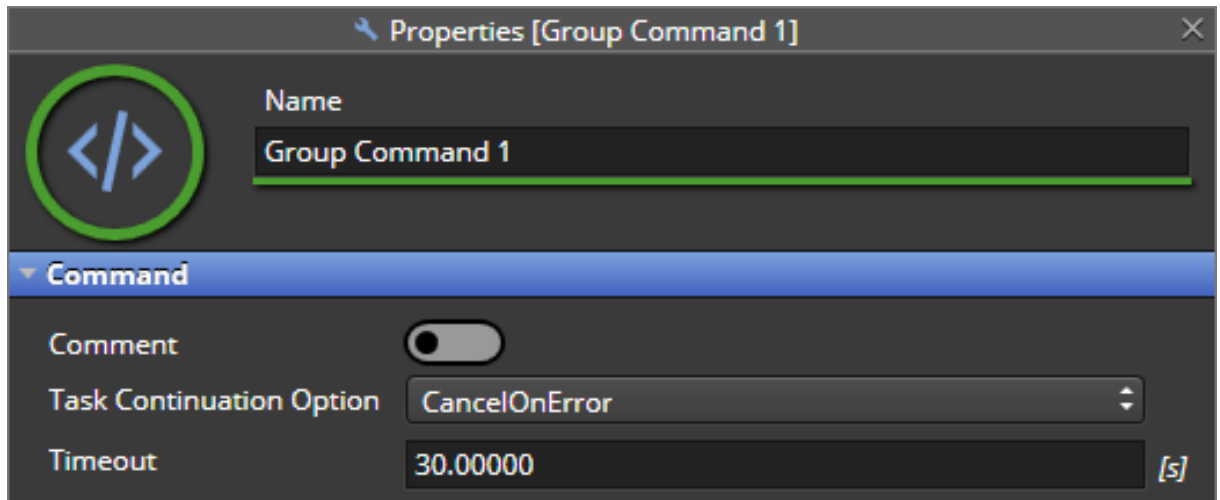 Properties [Group Command 1]
Name
Group Command 1
Command
Comment
Task Continuation Option CancelOnError
Timeout 30.00000 [s]